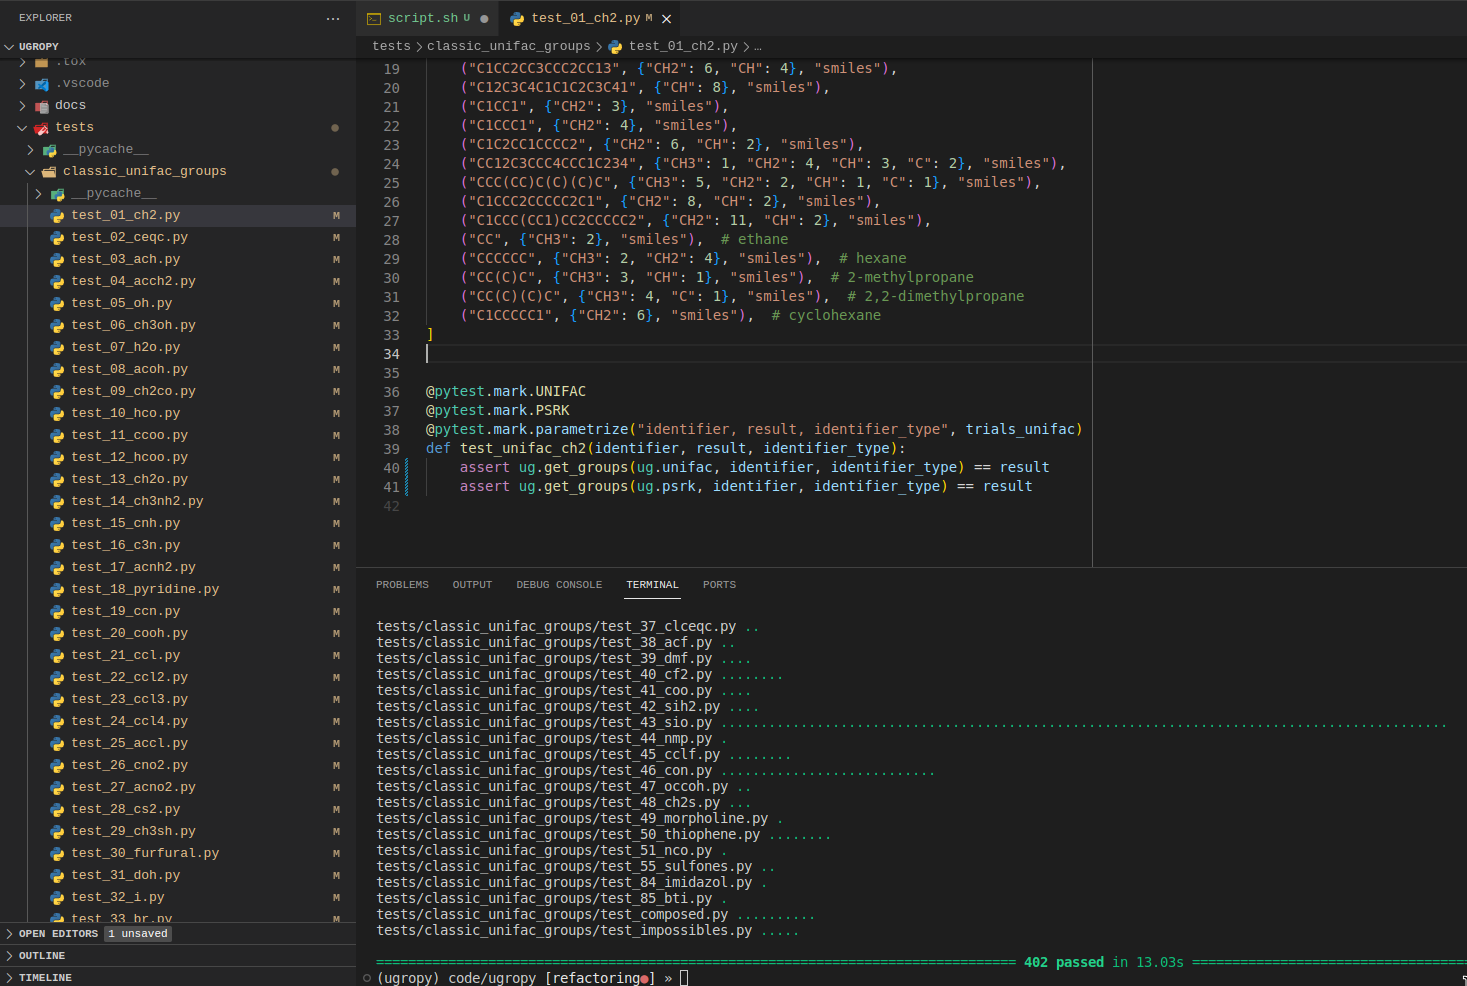 EXPLORER
UGROPY
.tox
.vscode
docs
tests
__pycache__
classic_unifac_groups
__pycache__
test_01_ch2.py M
test_02_ceqc.py M
test_03_ach.py M
test_04_acch2.py M
test_05_oh.py M
test_06_ch3oh.py M
test_07_h2o.py M
test_08_acoh.py M
test_09_ch2co.py M
test_10_hco.py M
test_11_ccoo.py M
test_12_hcoo.py M
test_13_ch2o.py M
test_14_ch3nh2.py M
test_15_cnh.py M
test_16_c3n.py M
test_17_acnh2.py M
test_18_pyridine.py M
test_19_ccn.py M
test_20_cooh.py M
test_21_ccl.py M
test_22_ccl2.py M
test_23_ccl3.py M
test_24_ccl4.py M
test_25_accl.py M
test_26_cno2.py M
test_27_acno2.py M
test_28_cs2.py M
test_29_ch3sh.py M
test_30_furfural.py M
test_31_doh.py M
test_32_i.py M
test_33_br.py M
OPEN EDITORS 1 unsaved
OUTLINE
TIMELINE
script.sh U ● test_01_ch2.py M
tests > classic_unifac_groups > test_01_ch2.py > …
19 ("C1CC2CC3CCC2CC13", {"CH2": 6, "CH": 4}, "smiles"),
20 ("C12C3C4C1C1C2C3C41", {"CH": 8}, "smiles"),
21 ("C1CC1", {"CH2": 3}, "smiles"),
22 ("C1CCC1", {"CH2": 4}, "smiles"),
23 ("C1C2CC1CCCC2", {"CH2": 6, "CH": 2}, "smiles"),
24 ("CC12C3CCC4CCC1C234", {"CH3": 1, "CH2": 4, "CH": 3, "C": 2}, "smiles"),
25 ("CCC(CC)C(C)(C)C", {"CH3": 5, "CH2": 2, "CH": 1, "C": 1}, "smiles"),
26 ("C1CCC2CCCCC2C1", {"CH2": 8, "CH": 2}, "smiles"),
27 ("C1CCC(CC1)CC2CCCCC2", {"CH2": 11, "CH": 2}, "smiles"),
28 ("CC", {"CH3": 2}, "smiles"),  # ethane
29 ("CCCCCC", {"CH3": 2, "CH2": 4}, "smiles"),  # hexane
30 ("CC(C)C", {"CH3": 3, "CH": 1}, "smiles"),  # 2-methylpropane
31 ("CC(C)(C)C", {"CH3": 4, "C": 1}, "smiles"),  # 2,2-dimethylpropane
32 ("C1CCCCC1", {"CH2": 6}, "smiles"),  # cyclohexane
33 ]
34
35
36 @pytest.mark.UNIFAC
37 @pytest.mark.PSRK
38 @pytest.mark.parametrize("identifier, result, identifier_type", trials_unifac)
39 def test_unifac_ch2(identifier, result, identifier_type):
40 assert ug.get_groups(ug.unifac, identifier, identifier_type) == result
41 assert ug.get_groups(ug.psrk, identifier, identifier_type) == result
42
PROBLEMS OUTPUT DEBUG CONSOLE TERMINAL PORTS
tests/classic_unifac_groups/test_37_clceqc.py ..
tests/classic_unifac_groups/test_38_acf.py ..
tests/classic_unifac_groups/test_39_dmf.py ....
tests/classic_unifac_groups/test_40_cf2.py ........
tests/classic_unifac_groups/test_41_coo.py ....
tests/classic_unifac_groups/test_42_sih2.py ....
tests/classic_unifac_groups/test_43_sio.py ...........................................................................................
tests/classic_unifac_groups/test_44_nmp.py .
tests/classic_unifac_groups/test_45_cclf.py ........
tests/classic_unifac_groups/test_46_con.py ...........................
tests/classic_unifac_groups/test_47_occoh.py ..
tests/classic_unifac_groups/test_48_ch2s.py ...
tests/classic_unifac_groups/test_49_morpholine.py .
tests/classic_unifac_groups/test_50_thiophene.py ........
tests/classic_unifac_groups/test_51_nco.py .
tests/classic_unifac_groups/test_55_sulfones.py ..
tests/classic_unifac_groups/test_84_imidazol.py .
tests/classic_unifac_groups/test_85_bti.py .
tests/classic_unifac_groups/test_composed.py ..........
tests/classic_unifac_groups/test_impossibles.py .....
================================================================================ 402 passed in 13.03s ==================================
(ugropy) code/ugropy [refactoring●] »